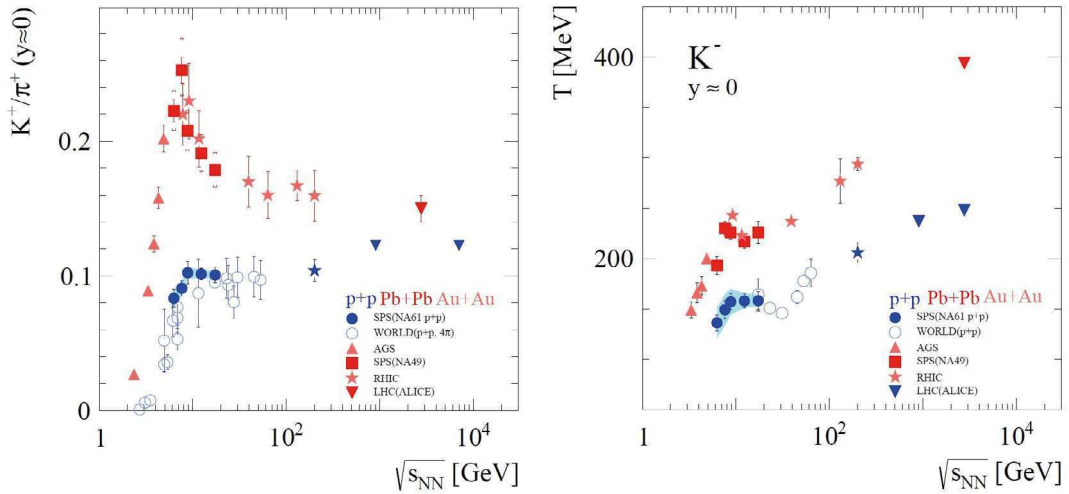 K⁺/π⁺ (y≈0)
0.2
0.1
0
p+p Pb+Pb Au+Au
SPS(NA61 p+p)
WORLD(p+p, 4π)
AGS
SPS(NA49)
RHIC
LHC(ALICE)
1
10²
10⁴
√sNN [GeV]
T [MeV]
400
200
K⁻
y ≈ 0
p+p Pb+Pb Au+Au
SPS(NA61 p+p)
WORLD(p+p)
AGS
SPS(NA49)
RHIC
LHC(ALICE)
1
10²
10⁴
√sNN [GeV]